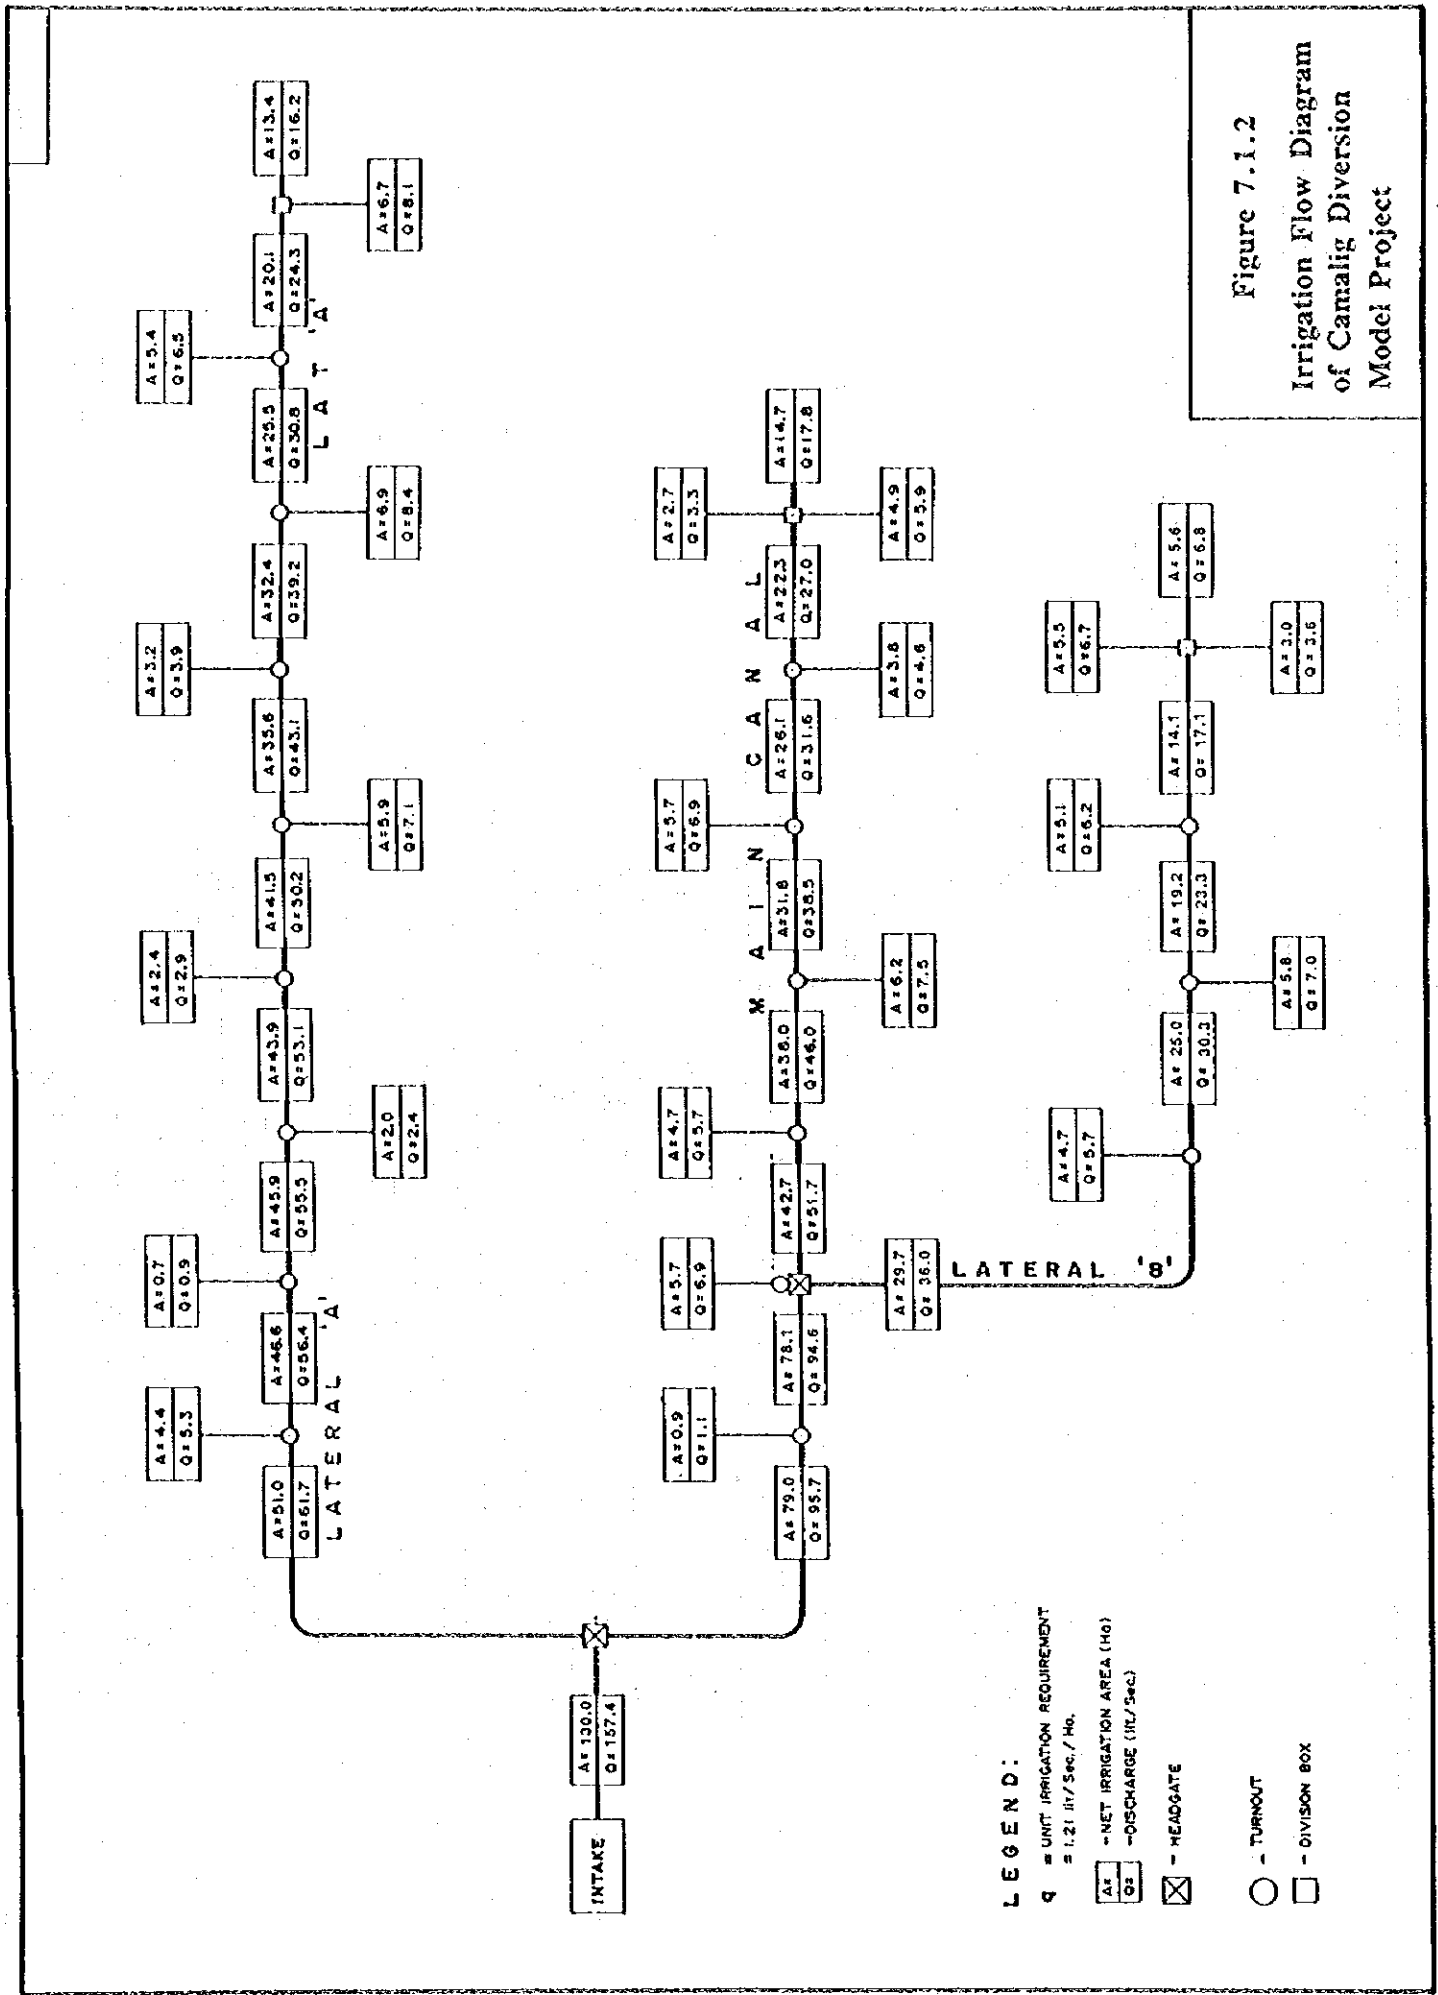 A=13.4
Q=16.2
A=6.7
Q=8.1
A=20.1
Q=24.3
A=5.4
Q=6.5
A=25.5
Q=30.8
LAT 'A'
A=6.9
Q=8.4
A=32.4
Q=39.2
A=3.2
Q=3.9
A=35.6
Q=43.1
A=5.9
Q=7.1
A=41.5
Q=50.2
A=2.4
Q=2.9
A=43.9
Q=53.1
A=2.0
Q=2.4
A=45.9
Q=55.5
A=0.7
Q=0.9
A=46.6
Q=56.4
A=4.4
Q=5.3
A=51.0
Q=61.7
LATERAL 'A'
A=14.7
Q=17.8
A=2.7
Q=3.3
A=4.9
Q=5.9
A=22.3
Q=27.0
A=3.8
Q=4.6
A=26.1
Q=31.6
A=5.7
Q=6.9
A=31.8
Q=38.5
MAIN CANAL
A=6.2
Q=7.5
A=38.0
Q=46.0
A=4.7
Q=5.7
A=42.7
Q=51.7
A=5.7
Q=6.9
A=78.1
Q=94.6
A=0.9
Q=1.1
A=79.0
Q=95.7
A=29.7
Q=36.0
LATERAL 'B'
A=4.7
Q=5.7
A=25.0
Q=30.3
A=5.8
Q=7.0
A=19.2
Q=23.3
A=5.1
Q=6.2
A=14.1
Q=17.1
A=5.5
Q=6.7
A=3.0
Q=3.6
A=5.6
Q=6.8
INTAKE
A=130.0
Q=157.4
LEGEND:
q = UNIT IRRIGATION REQUIREMENT
= 1.21 lit/Sec./Ha.
A= -NET IRRIGATION AREA (Ha)
Q= -DISCHARGE (lit/Sec.)
- HEADGATE
- TURNOUT
- DIVISION BOX
Figure 7.1.2
Irrigation Flow Diagram
of Camalig Diversion
Model Project